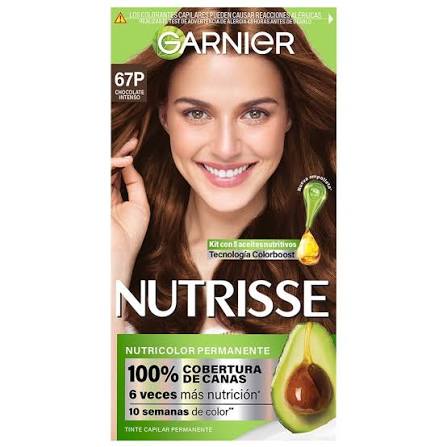 LOS COLORANTES CAPILARES PUEDEN CAUSAR REACCIONES ALÉRGICAS
GARNIER
67P
CHOCOLATE
INTENSO
Kit con 5 aceites nutritivos
Tecnología Colorboost
NUTRISSE
NUTRICOLOR PERMANENTE
100% COBERTURA
DE CANAS
6 veces más nutrición*
10 semanas de color**
TINTE CAPILAR PERMANENTE